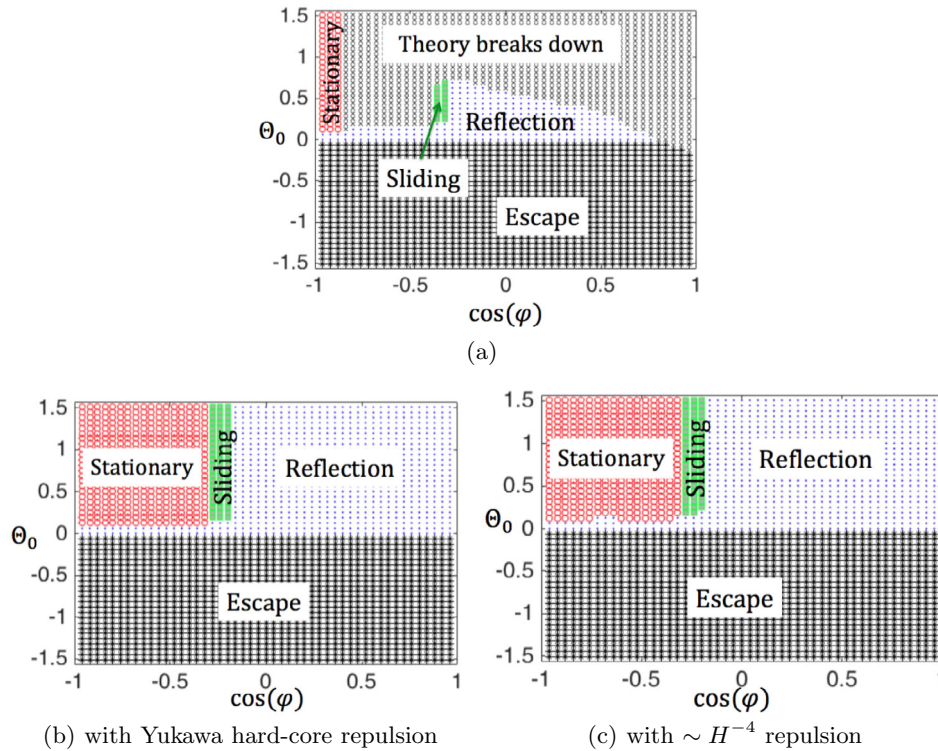 1.5
Theory breaks down
1
Stationary
0.5
Reflection
Θ₀
0
Sliding
-0.5
Escape
-1
-1.5
-1 -0.5 0 0.5 1
cos(φ)
(a)
1.5
1
Stationary
Sliding
Reflection
0.5
Θ₀
0
-0.5
Escape
-1
-1.5
-1 -0.5 0 0.5 1
cos(φ)
(b) with Yukawa hard-core repulsion
1.5
1
Stationary
Sliding
Reflection
0.5
Θ₀
0
-0.5
Escape
-1
-1.5
-1 -0.5 0 0.5 1
cos(φ)
(c) with ∼ H⁻⁴ repulsion